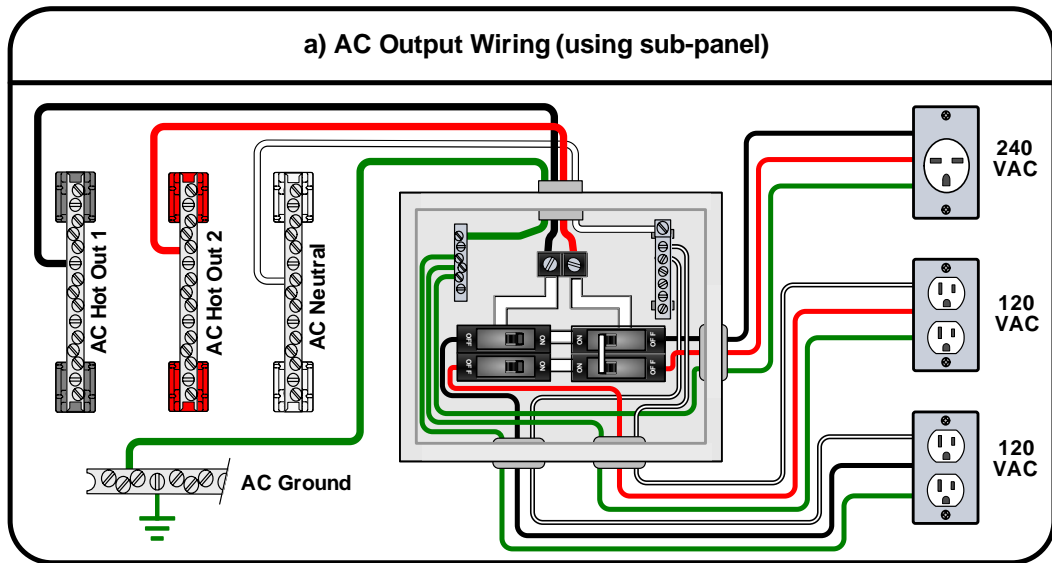 a) AC Output Wiring (using sub-panel)
AC Hot Out 1
AC Hot Out 2
AC Neutral
AC Ground
OFF
ON
ON
OFF
OFF
ON
ON
OFF
240
VAC
120
VAC
120
VAC